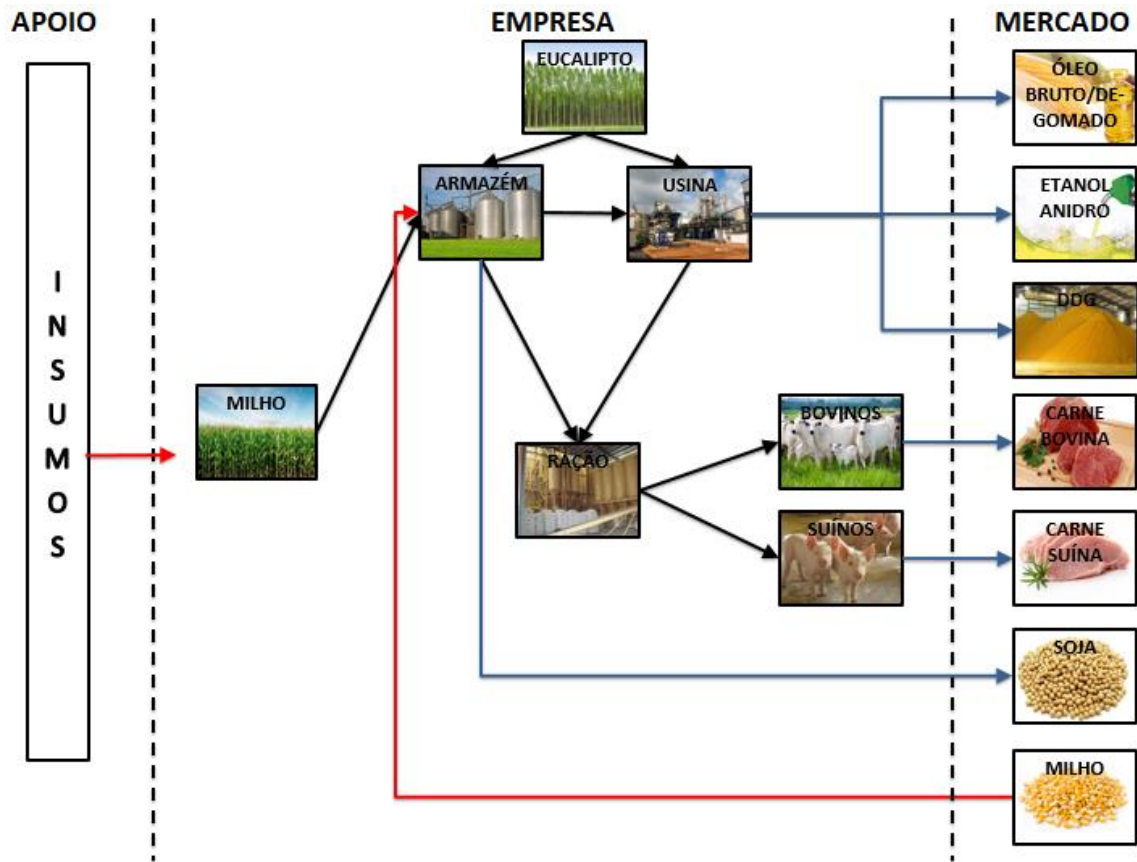 APOIO
EMPRESA
MERCADO
I
N
S
U
M
O
S
EUCALIPTO
ARMAZÉM
USINA
MILHO
RAÇÃO
BOVINOS
SUÍNOS
ÓLEO
BRUTO/DE-
GOMADO
ETANOL
ANIDRO
DDG
CARNE
BOVINA
CARNE
SUÍNA
SOJA
MILHO